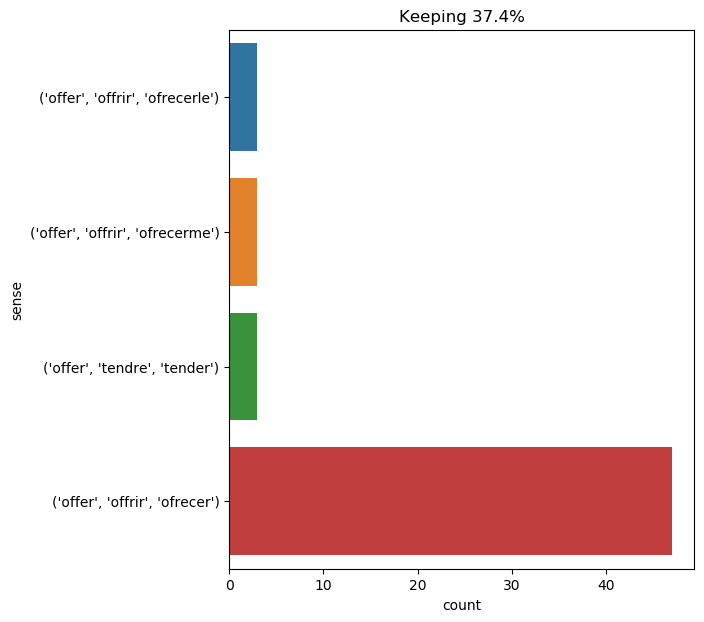 Keeping 37.4%
('offer', 'offrir', 'ofrecerle')
('offer', 'offrir', 'ofrecerme')
('offer', 'tendre', 'tender')
('offer', 'offrir', 'ofrecer')
sense
0 10 20 30 40
count